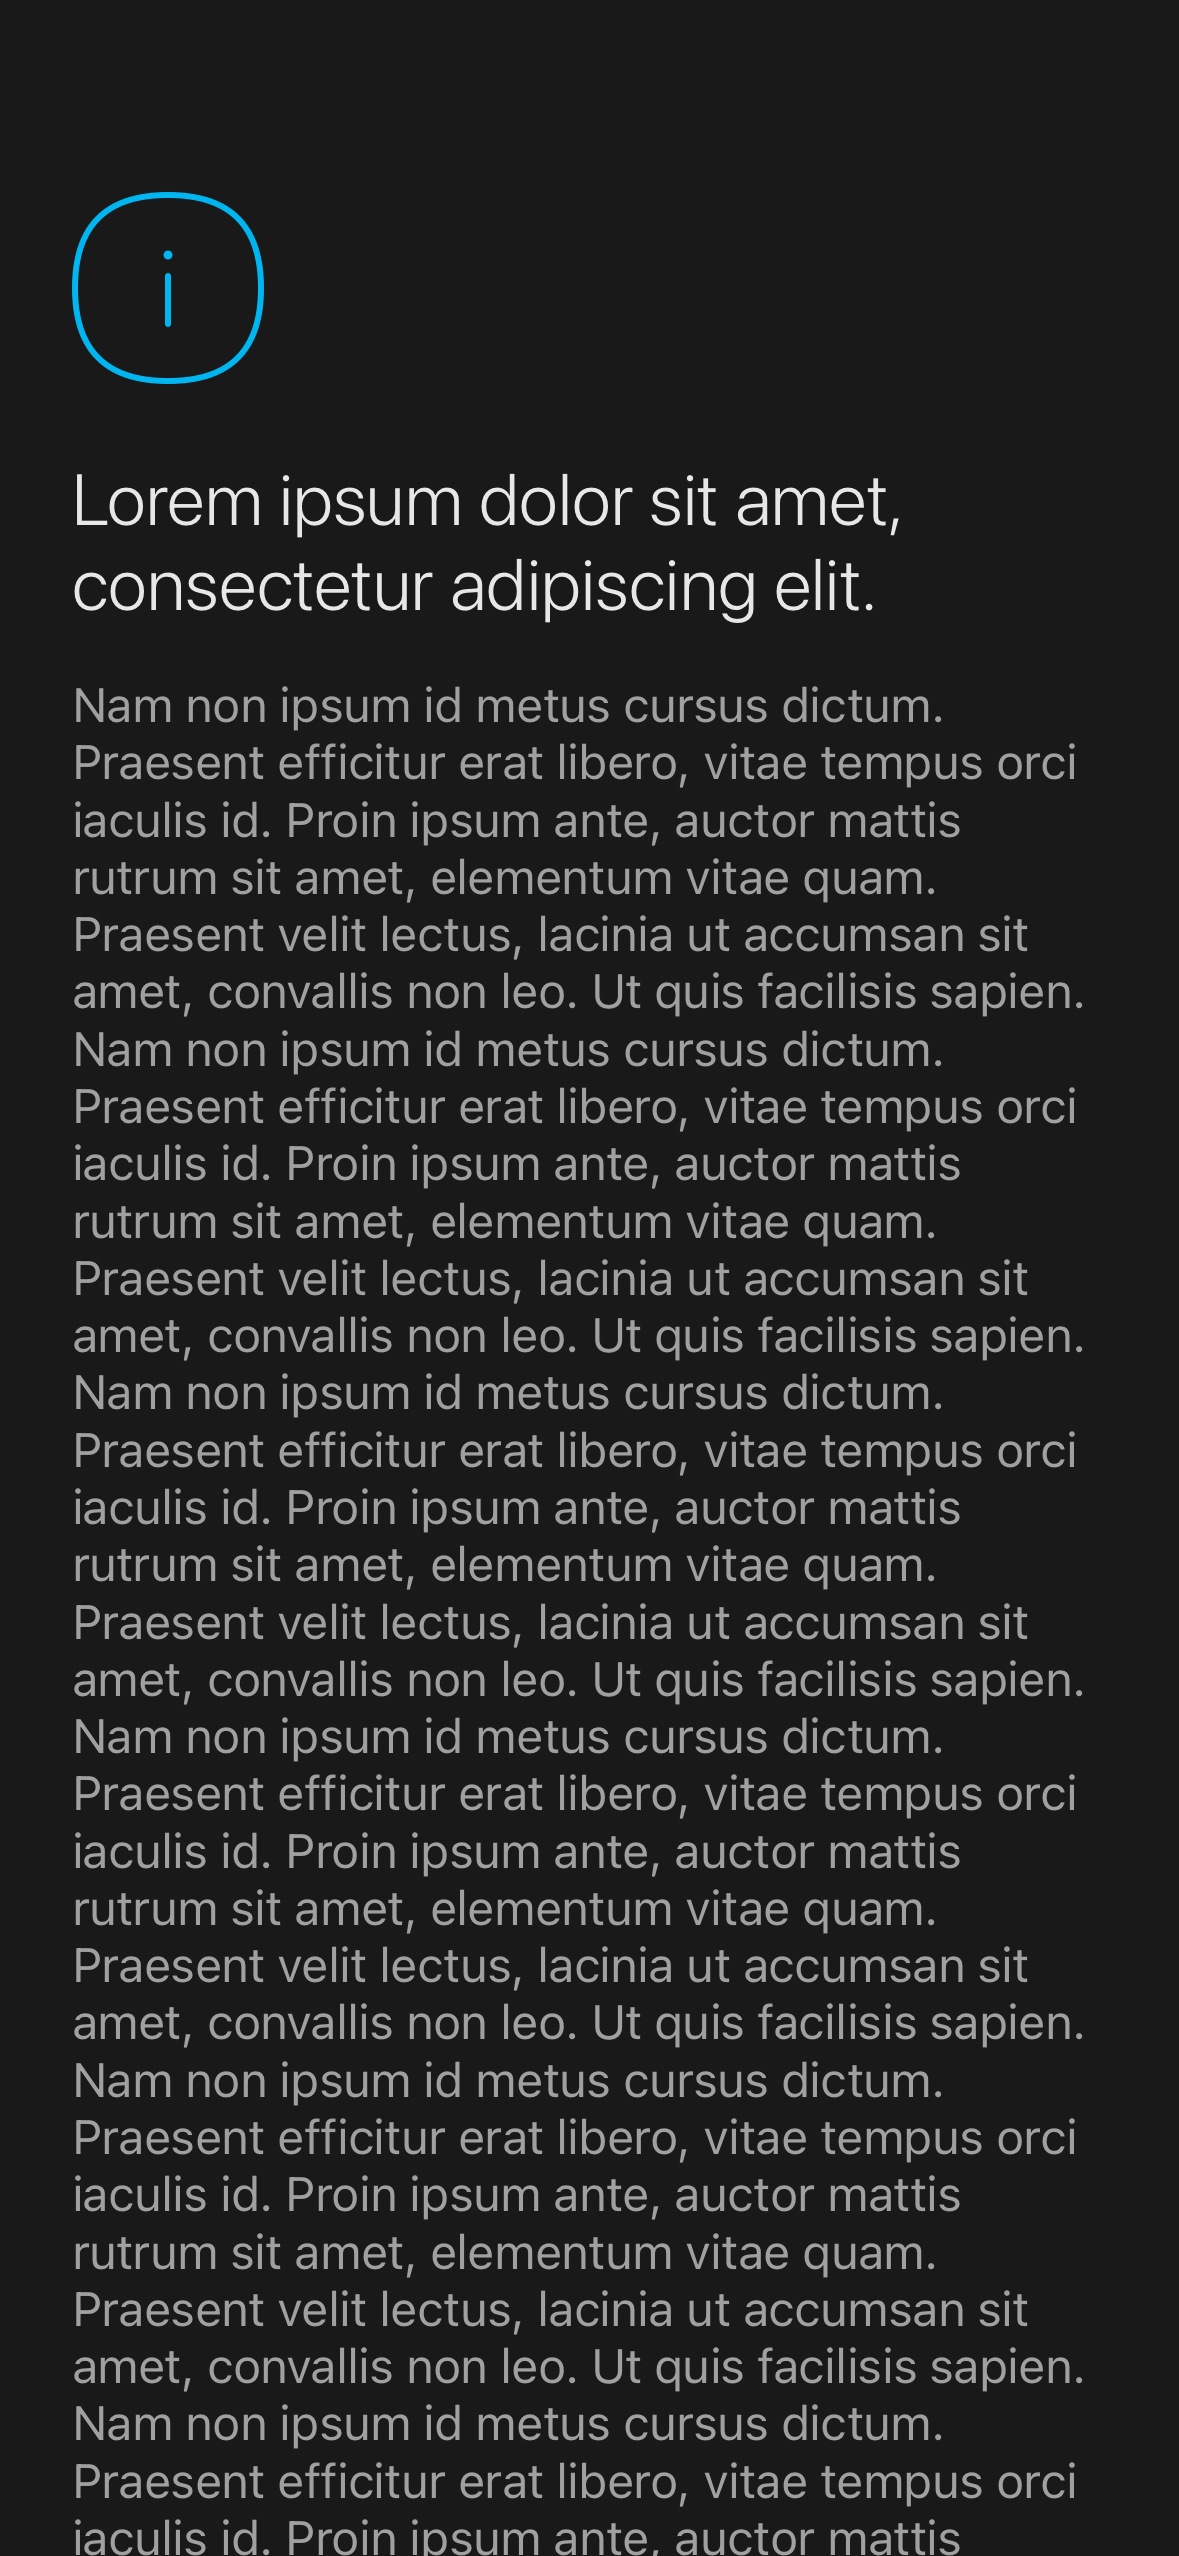 i
Lorem ipsum dolor sit amet,
consectetur adipiscing elit.
Nam non ipsum id metus cursus dictum.
Praesent efficitur erat libero, vitae tempus orci
iaculis id. Proin ipsum ante, auctor mattis
rutrum sit amet, elementum vitae quam.
Praesent velit lectus, lacinia ut accumsan sit
amet, convallis non leo. Ut quis facilisis sapien.
Nam non ipsum id metus cursus dictum.
Praesent efficitur erat libero, vitae tempus orci
iaculis id. Proin ipsum ante, auctor mattis
rutrum sit amet, elementum vitae quam.
Praesent velit lectus, lacinia ut accumsan sit
amet, convallis non leo. Ut quis facilisis sapien.
Nam non ipsum id metus cursus dictum.
Praesent efficitur erat libero, vitae tempus orci
iaculis id. Proin ipsum ante, auctor mattis
rutrum sit amet, elementum vitae quam.
Praesent velit lectus, lacinia ut accumsan sit
amet, convallis non leo. Ut quis facilisis sapien.
Nam non ipsum id metus cursus dictum.
Praesent efficitur erat libero, vitae tempus orci
iaculis id. Proin ipsum ante, auctor mattis
rutrum sit amet, elementum vitae quam.
Praesent velit lectus, lacinia ut accumsan sit
amet, convallis non leo. Ut quis facilisis sapien.
Nam non ipsum id metus cursus dictum.
Praesent efficitur erat libero, vitae tempus orci
iaculis id. Proin ipsum ante, auctor mattis
rutrum sit amet, elementum vitae quam.
Praesent velit lectus, lacinia ut accumsan sit
amet, convallis non leo. Ut quis facilisis sapien.
Nam non ipsum id metus cursus dictum.
Praesent efficitur erat libero, vitae tempus orci
iaculis id. Proin ipsum ante, auctor mattis